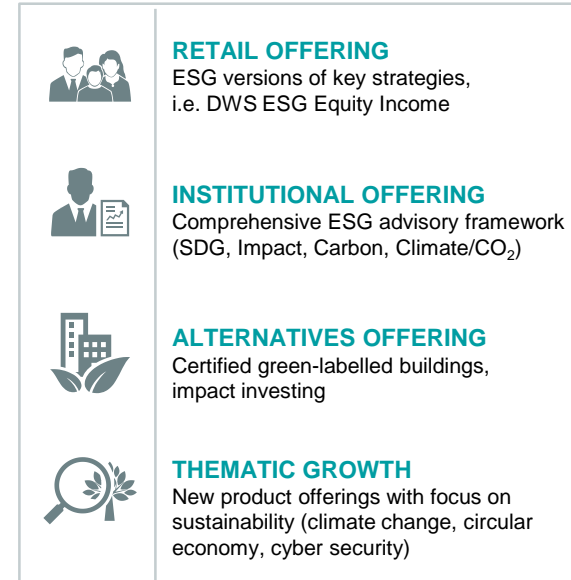 RETAIL OFFERING
ESG versions of key strategies,
i.e. DWS ESG Equity Income
INSTITUTIONAL OFFERING
Comprehensive ESG advisory framework
(SDG, Impact, Carbon, Climate/CO₂)
ALTERNATIVES OFFERING
Certified green-labelled buildings,
impact investing
THEMATIC GROWTH
New product offerings with focus on
sustainability (climate change, circular
economy, cyber security)